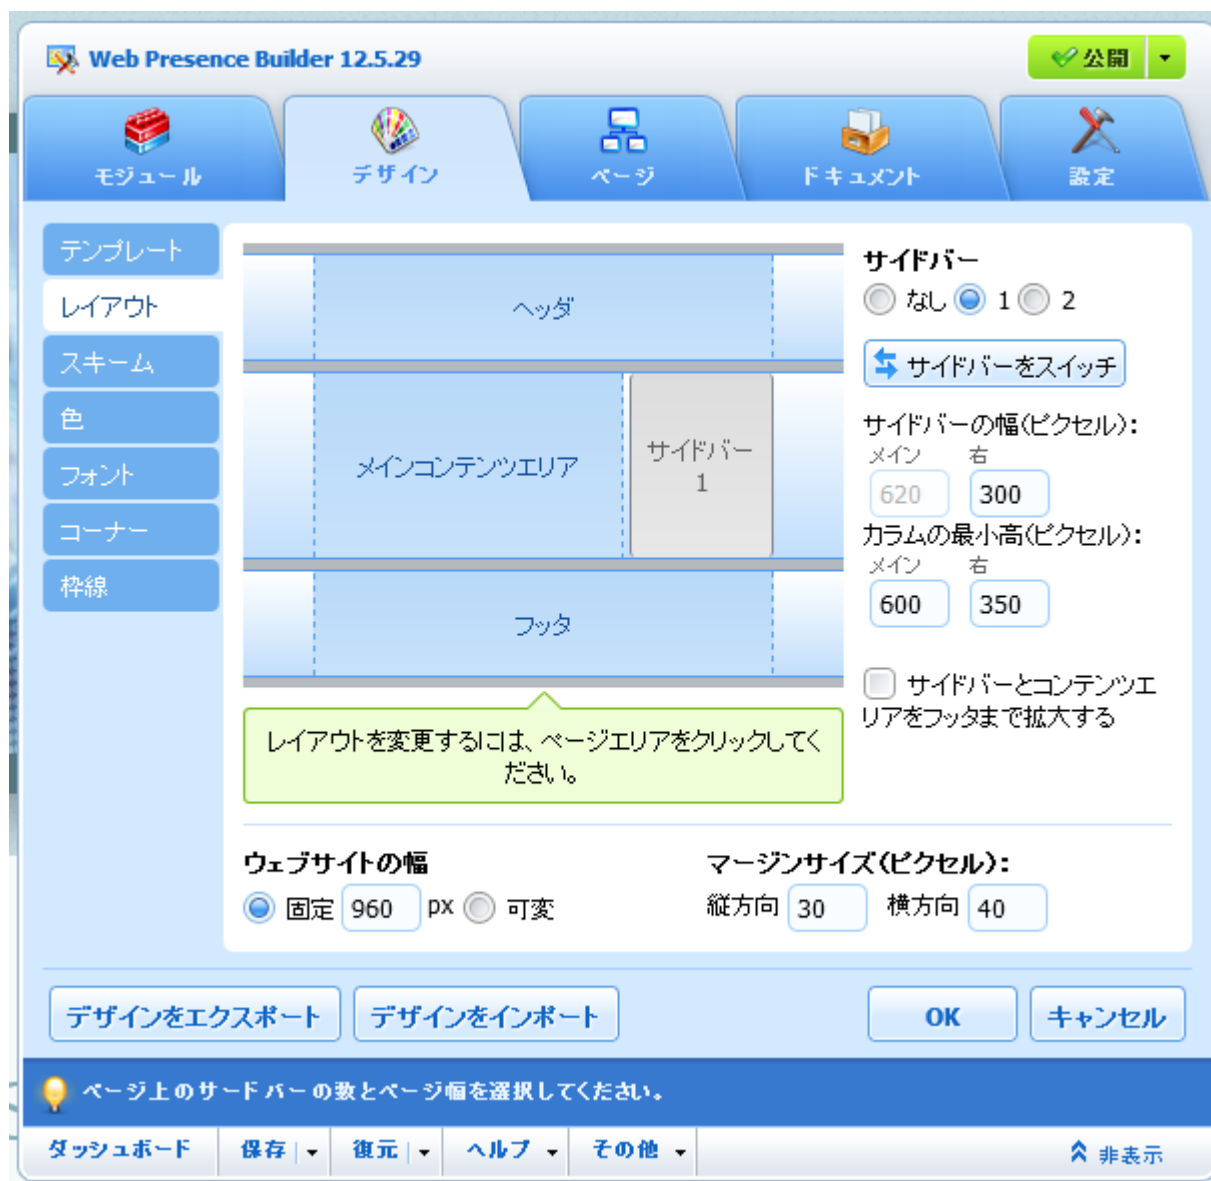 Web Presence Builder 12.5.29
公開
モジュール
デザイン
ページ
ドキュメント
設定
テンプレート
レイアウト
スキーム
色
フォント
コーナー
枠線
ヘッダ
メインコンテンツエリア
サイドバー
1
フッタ
レイアウトを変更するには、ページエリアをクリックしてく
ださい。
サイドバー
なし 1 2
サイドバーをスイッチ
サイドバーの幅(ピクセル):
メイン 右
620 300
カラムの最小高(ピクセル):
メイン 右
600 350
サイドバーとコンテンツエ
リアをフッタまで拡大する
ウェブサイトの幅
固定 960 px 可変
マージンサイズ(ピクセル):
縦方向 30 横方向 40
デザインをエクスポート
デザインをインポート
OK
キャンセル
ページ上のサードバーの数とページ幅を選択してください。
ダッシュボード 保存 復元 ヘルプ その他 非表示